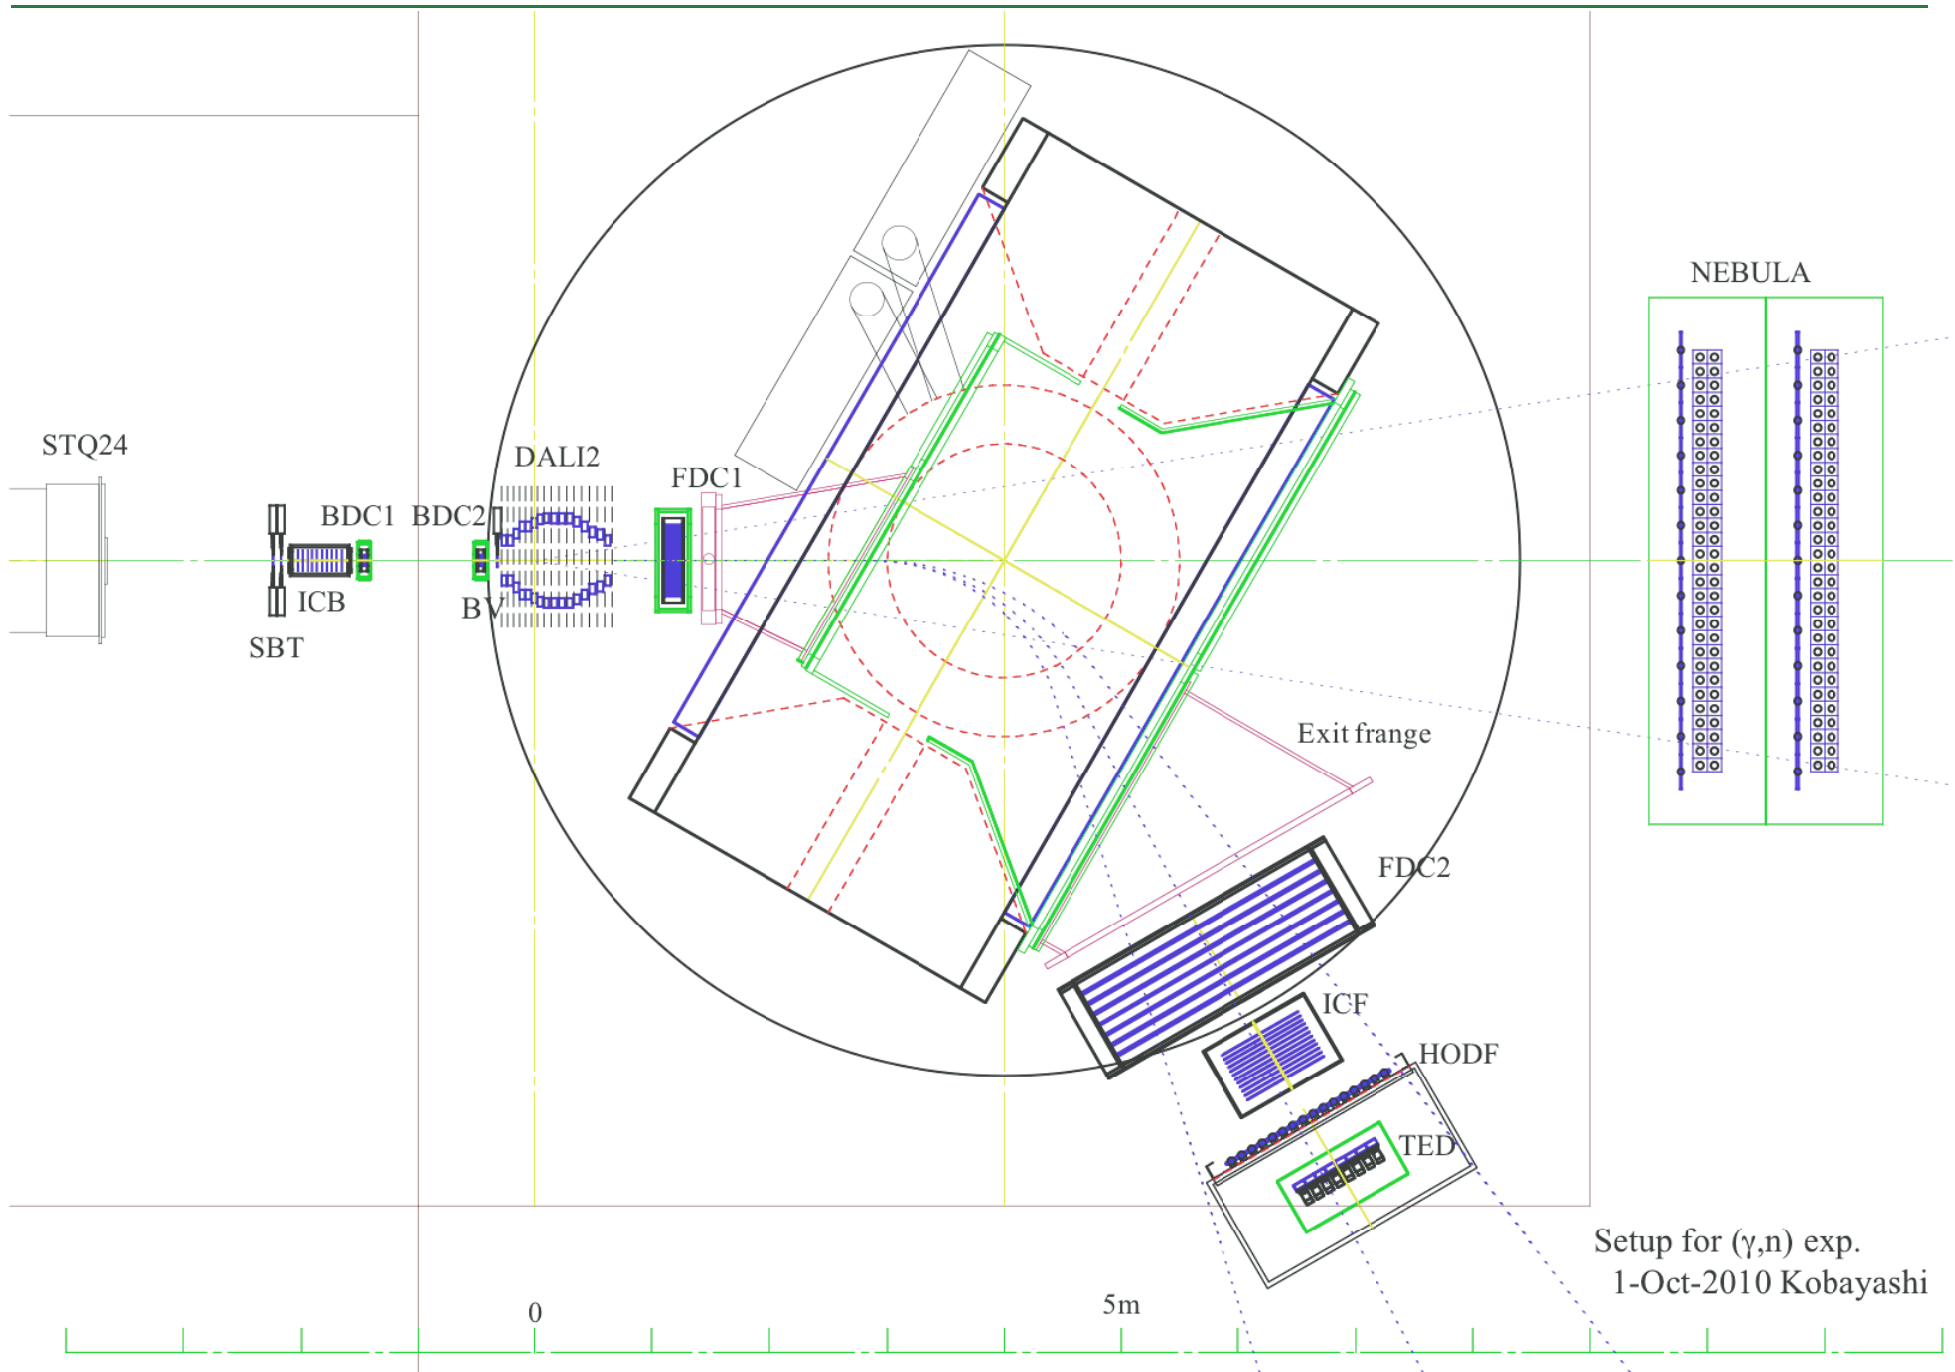 NEBULA
STQ24
DALI2
FDC1
BDC1
BDC2
ICB
BV
SBT
Exit frange
FDC2
ICF
HODF
TED
Setup for (γ,n) exp.
1-Oct-2010 Kobayashi
0
5m